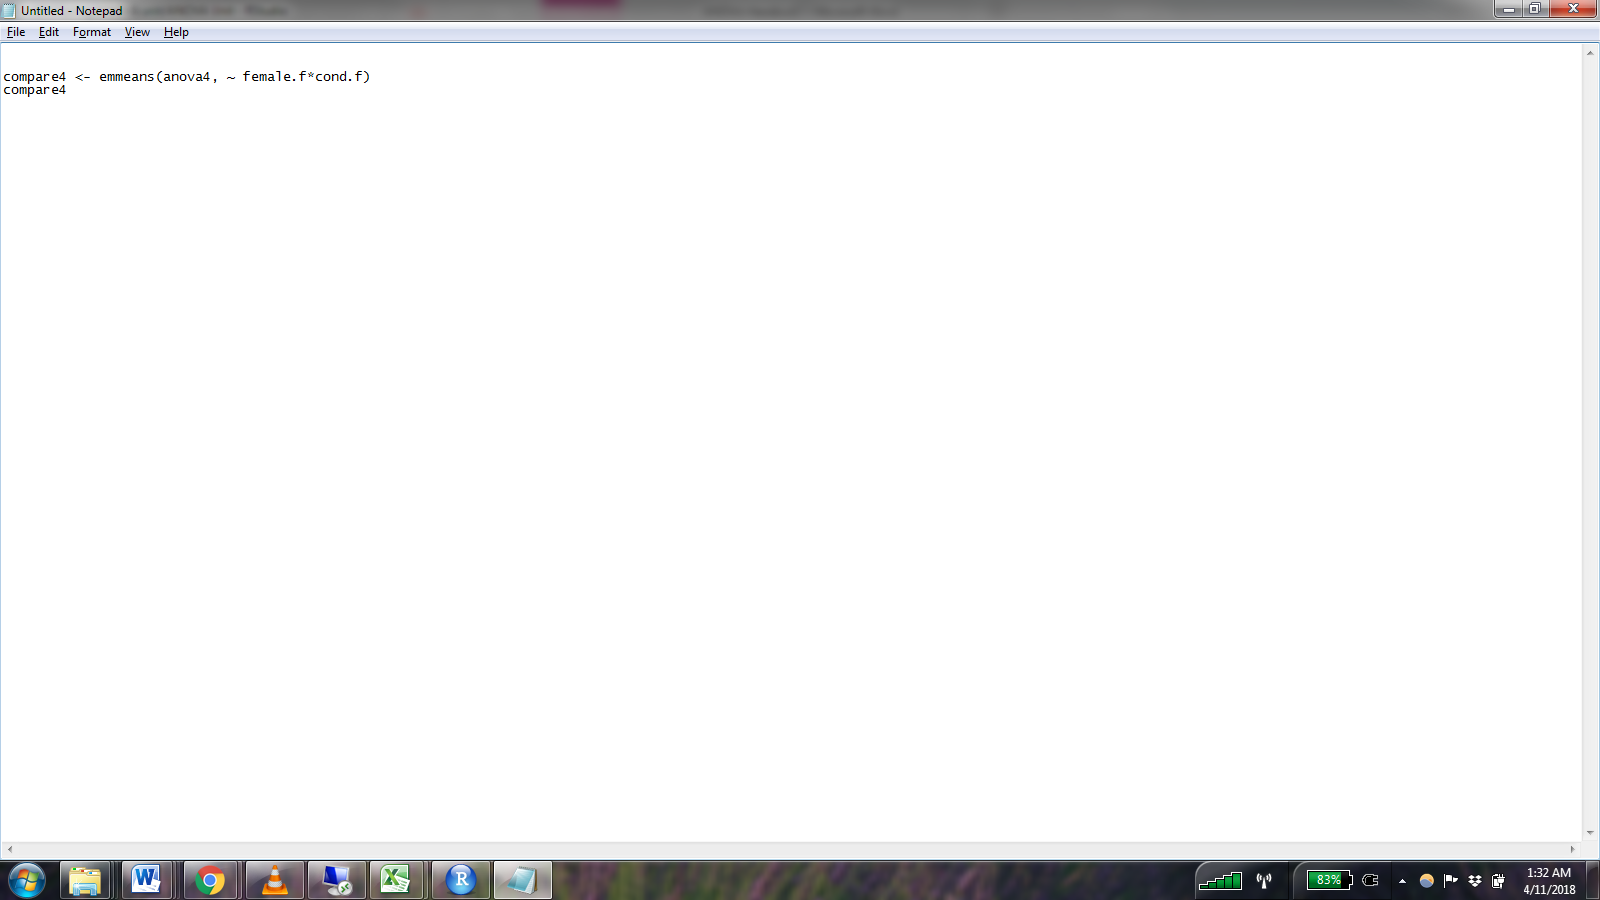 Untitled - Notepad
File Edit Format View Help
compare4 <- emmeans(anova4, ~ female.f*cond.f)
compare4
83%
1:32 AM
4/11/2018